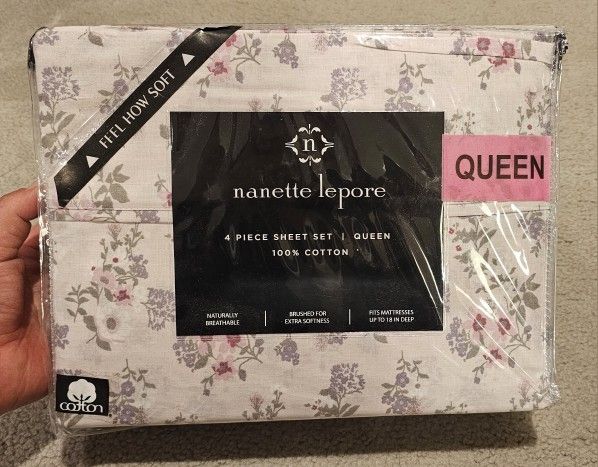 FEEL HOW SOFT
n
nanette lepore
QUEEN
4 PIECE SHEET SET | QUEEN
100% COTTON
NATURALLY
BREATHABLE
BRUSHED FOR
EXTRA SOFTNESS
FITS MATTRESSES
UP TO 18 IN DEEP
cotton